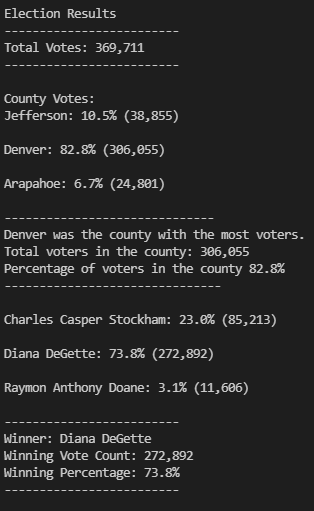 Election Results
-------------------------
Total Votes: 369,711
-------------------------
County Votes:
Jefferson: 10.5% (38,855)
Denver: 82.8% (306,055)
Arapahoe: 6.7% (24,801)
------------------------------
Denver was the county with the most voters.
Total voters in the county: 306,055
Percentage of voters in the county 82.8%
-------------------------------
Charles Casper Stockham: 23.0% (85,213)
Diana DeGette: 73.8% (272,892)
Raymon Anthony Doane: 3.1% (11,606)
-------------------------
Winner: Diana DeGette
Winning Vote Count: 272,892
Winning Percentage: 73.8%
-------------------------